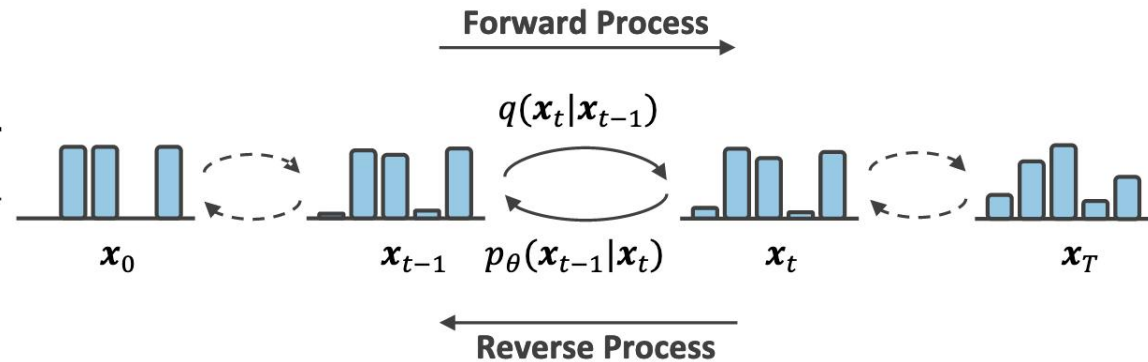 Forward Process
q(x_t|x_{t−1})
x_0
x_{t−1}
p_θ(x_{t−1}|x_t)
x_t
x_T
Reverse Process